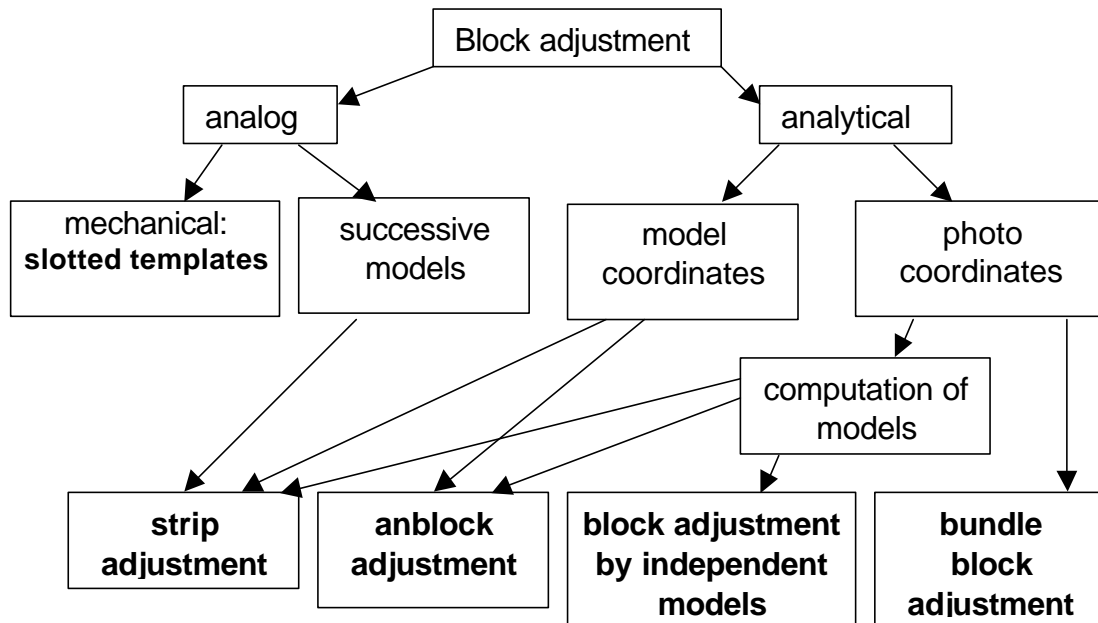 Block adjustment
analog
analytical
mechanical:
slotted templates
successive
models
model
coordinates
photo
coordinates
computation of
models
strip
adjustment
anblock
adjustment
block adjustment
by independent
models
bundle
block
adjustment